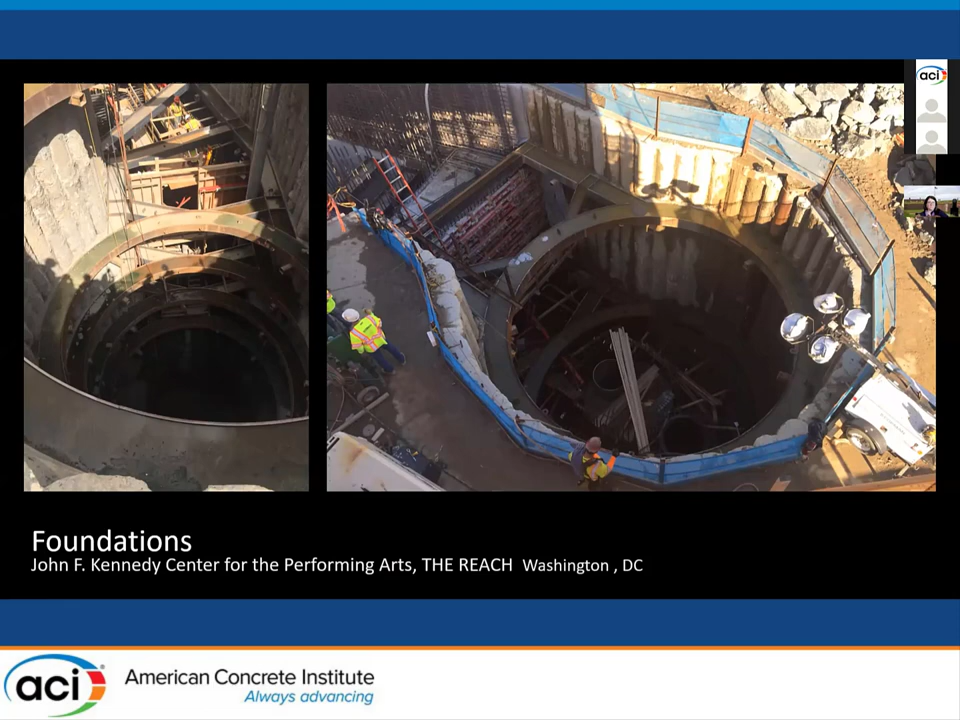 aci
Foundations
John F. Kennedy Center for the Performing Arts, THE REACH Washington , DC
aci®
American Concrete Institute
Always advancing